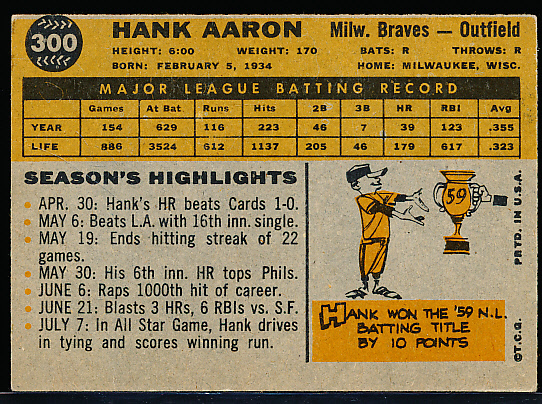 300
HANK AARON Milw. Braves — Outfield
HEIGHT: 6:00 WEIGHT: 170 BATS: R THROWS: R
BORN: FEBRUARY 5, 1934 HOME: MILWAUKEE, WISC.
MAJOR LEAGUE BATTING RECORD
Games At Bat Runs Hits 2B 3B HR RBI Avg
YEAR 154 629 116 223 46 7 39 123 .355
LIFE 886 3524 612 1137 205 46 179 617 .323
SEASON'S HIGHLIGHTS
• APR. 30: Hank's HR beats Cards 1-0.
• MAY 6: Beats L.A. with 16th inn. single.
• MAY 19: Ends hitting streak of 22
games.
• MAY 30: His 6th inn. HR tops Phils.
• JUNE 6: Raps 1000th hit of career.
• JUNE 21: Blasts 3 HRs, 6 RBIs vs. S.F.
• JULY 7: In All Star Game, Hank drives
in tying and scores winning run.
59
HANK WON THE '59 N.L.
BATTING TITLE
BY 10 POINTS
©T.C.G. PRTD. IN U.S.A.